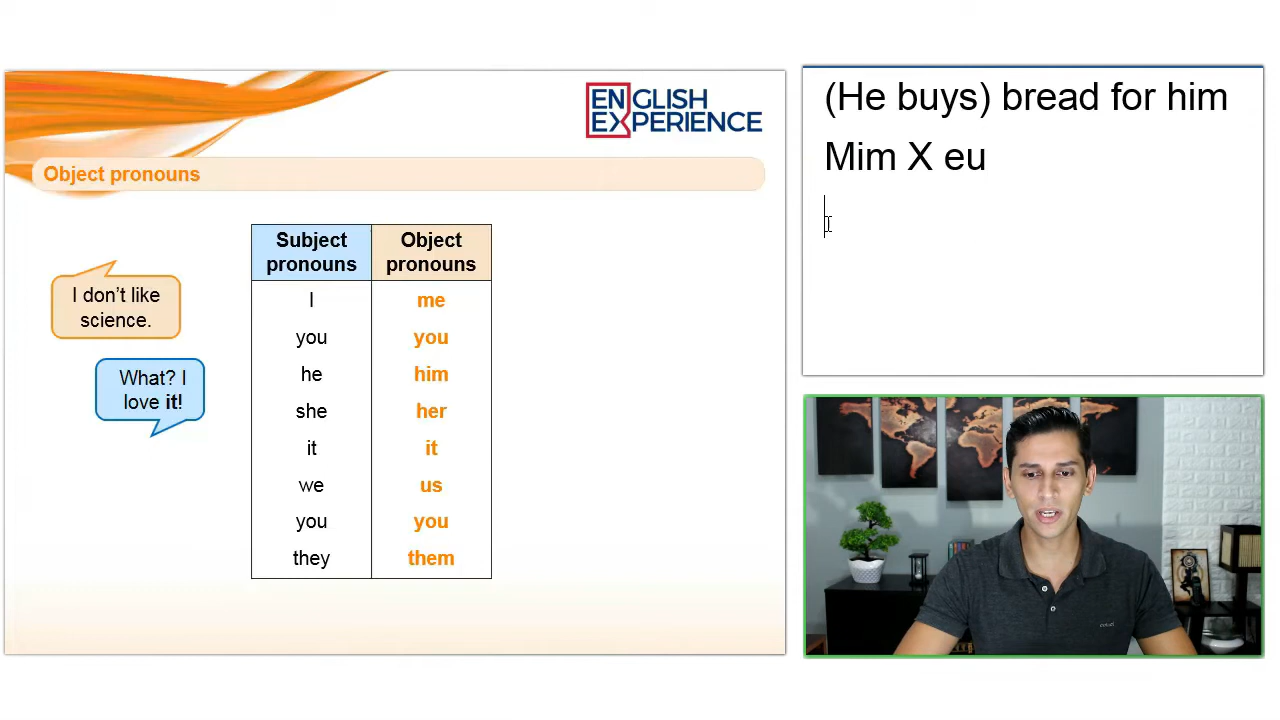 ENGLISH
EXPERIENCE
Object pronouns
Subject pronouns
Object pronouns
I me
you you
he him
she her
it it
we us
you you
they them
I don’t like
science.
What? I
love it!
(He buys) bread for him
Mim X eu